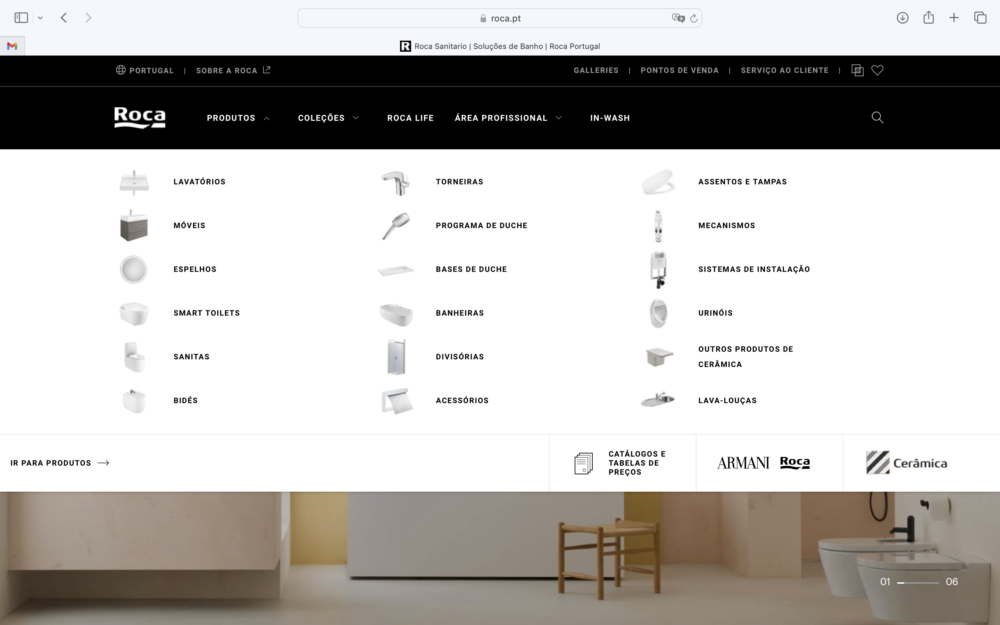 roca.pt
Roca Sanitario | Soluções de Banho | Roca Portugal
PORTUGAL | SOBRE A ROCA
GALLERIES | PONTOS DE VENDA | SERVIÇO AO CLIENTE |
Roca
PRODUTOS
COLEÇÕES
ROCA LIFE
ÁREA PROFISSIONAL
IN-WASH
LAVATÓRIOS
MÓVEIS
ESPELHOS
SMART TOILETS
SANITAS
BIDÉS
TORNEIRAS
PROGRAMA DE DUCHE
BASES DE DUCHE
BANHEIRAS
DIVISÓRIAS
ACESSÓRIOS
ASSENTOS E TAMPAS
MECANISMOS
SISTEMAS DE INSTALAÇÃO
URINÓIS
OUTROS PRODUTOS DE
CERÂMICA
LAVA-LOUÇAS
IR PARA PRODUTOS
CATÁLOGOS E
TABELAS DE
PREÇOS
ARMANI Roca
Cerâmica
01
06